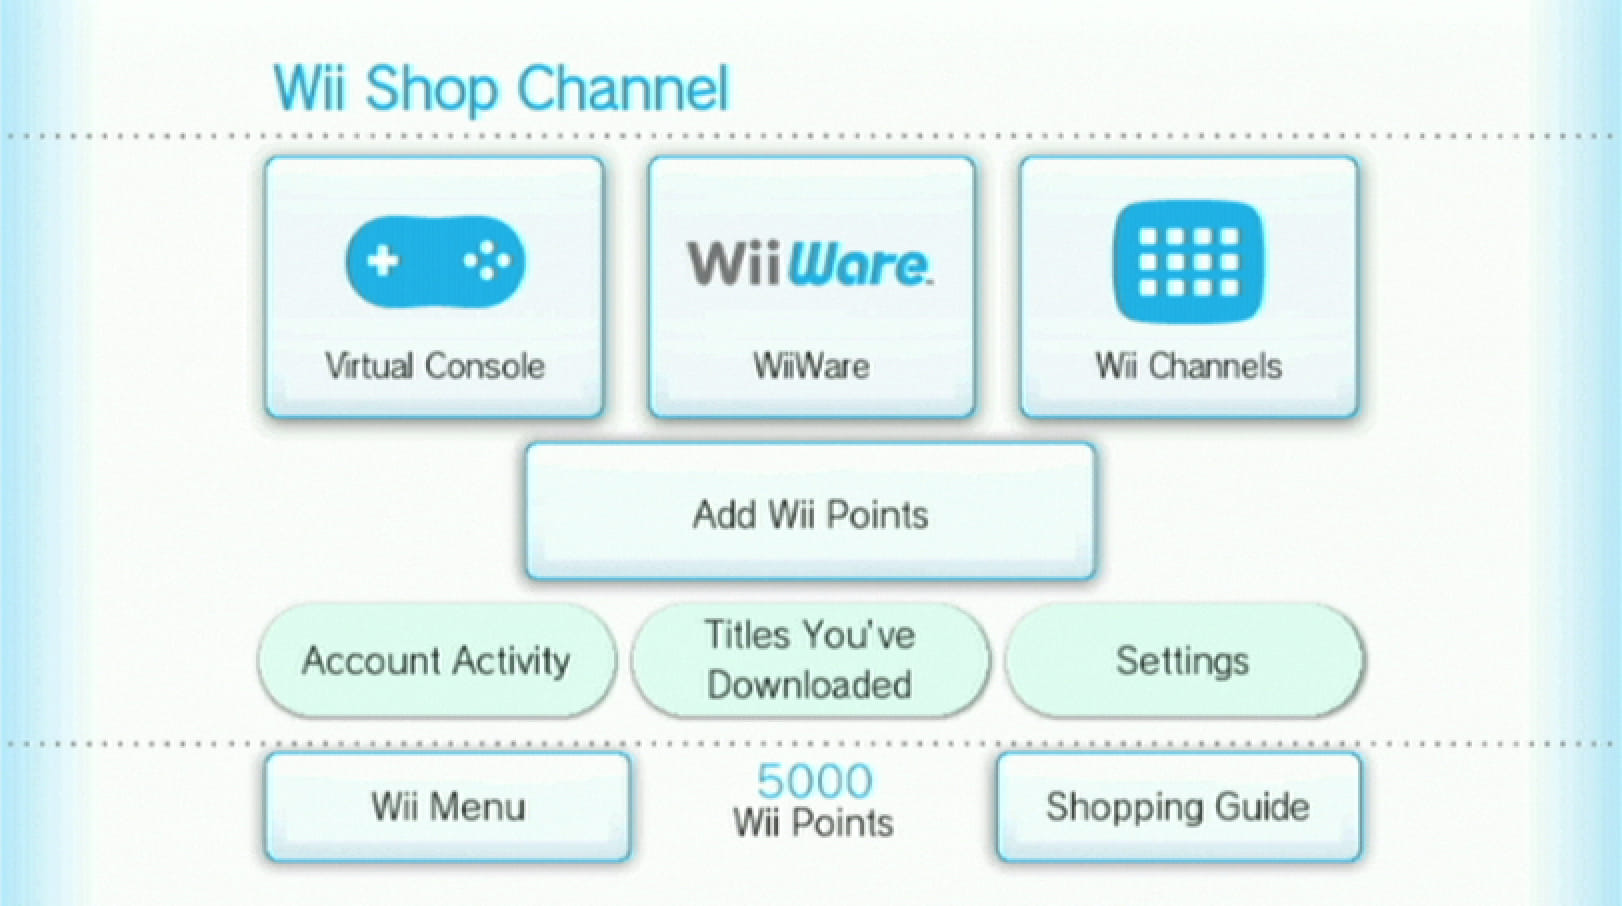 Wii Shop Channel
WiiWare™
Virtual Console
WiiWare
Wii Channels
Add Wii Points
Account Activity
Titles You've
Downloaded
Settings
Wii Menu
5000
Wii Points
Shopping Guide